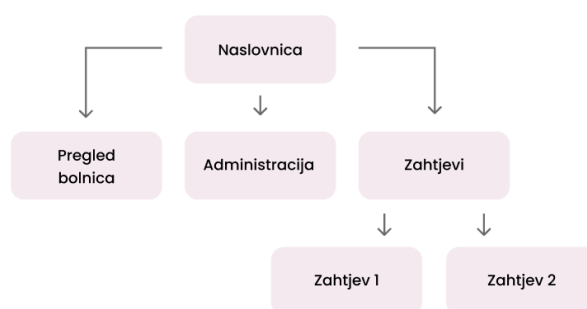 Naslovnica
Pregled
bolnica
Administracija
Zahtjevi
Zahtjev 1
Zahtjev 2